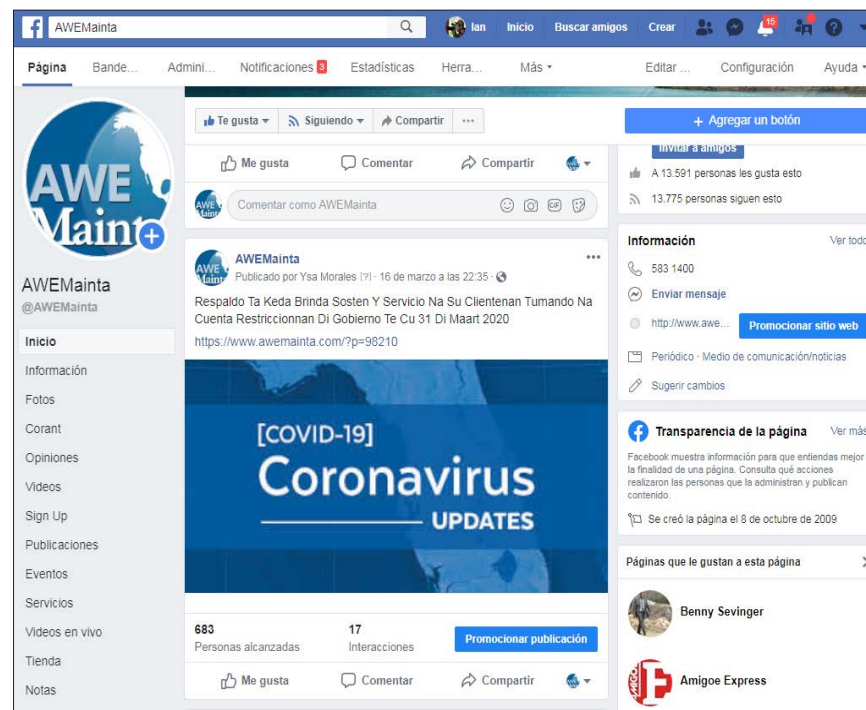 AWEMainta
Ian
Inicio
Buscar amigos
Crear
15
Página
Bande...
Admini...
Notificaciones 3
Estadísticas
Herra...
Más
Editar ...
Configuración
Ayuda
AWE
Mainta
AWEMainta
@AWEMainta
Inicio
Información
Fotos
Corant
Opiniones
Videos
Sign Up
Publicaciones
Eventos
Servicios
Videos en vivo
Tienda
Notas
Te gusta
Siguiendo
Compartir
...
Me gusta
Comentar
Compartir
Comentar como AWEMainta
GIF
AWEMainta
Publicado por Ysa Morales [?] · 16 de marzo a las 22:35 ·
Respaldo Ta Keda Brinda Sosten Y Servicio Na Su Clientenan Tumando Na
Cuenta Restriccionnan Di Gobierno Te Cu 31 Di Maart 2020
https://www.awemainta.com/?p=98210
[COVID-19]
Coronavirus
UPDATES
683
Personas alcanzadas
17
Interacciones
Promocionar publicación
Me gusta
Comentar
Compartir
+ Agregar un botón
Invitar a amigos
A 13.591 personas les gusta esto
13.775 personas siguen esto
Información
Ver todo
583 1400
Enviar mensaje
http://www.awe...
Promocionar sitio web
Periódico · Medio de comunicación/noticias
Sugerir cambios
Transparencia de la página
Ver más
Facebook muestra información para que entiendas mejor
la finalidad de una página. Consulta qué acciones
realizaron las personas que la administran y publican
contenido.
Se creó la página el 8 de octubre de 2009
Páginas que le gustan a esta página
Benny Sevinger
Amigoe Express